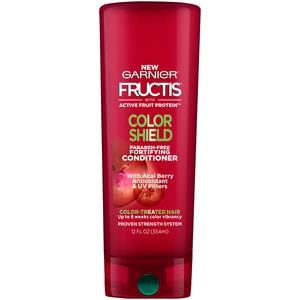 NEW
GARNIER
FRUCTIS
WITH
ACTIVE FRUIT PROTEIN™
COLOR
SHIELD
PARABEN-FREE
FORTIFYING
CONDITIONER
With Acai Berry
Antioxidant
& UV Filters
COLOR-TREATED HAIR
Up to 8 weeks color vibrancy
PROVEN STRENGTH SYSTEM
12 FL OZ (354ml)